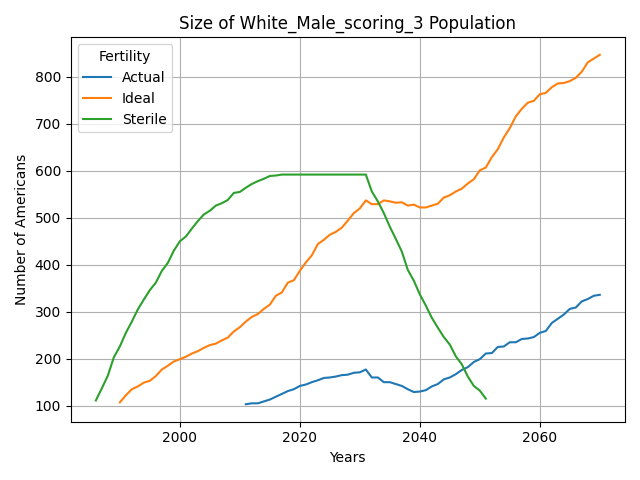 Size of White_Male_scoring_3 Population
Fertility
Actual
Ideal
Sterile
Number of Americans
800
700
600
500
400
300
200
100
2000
2020
2040
2060
Years